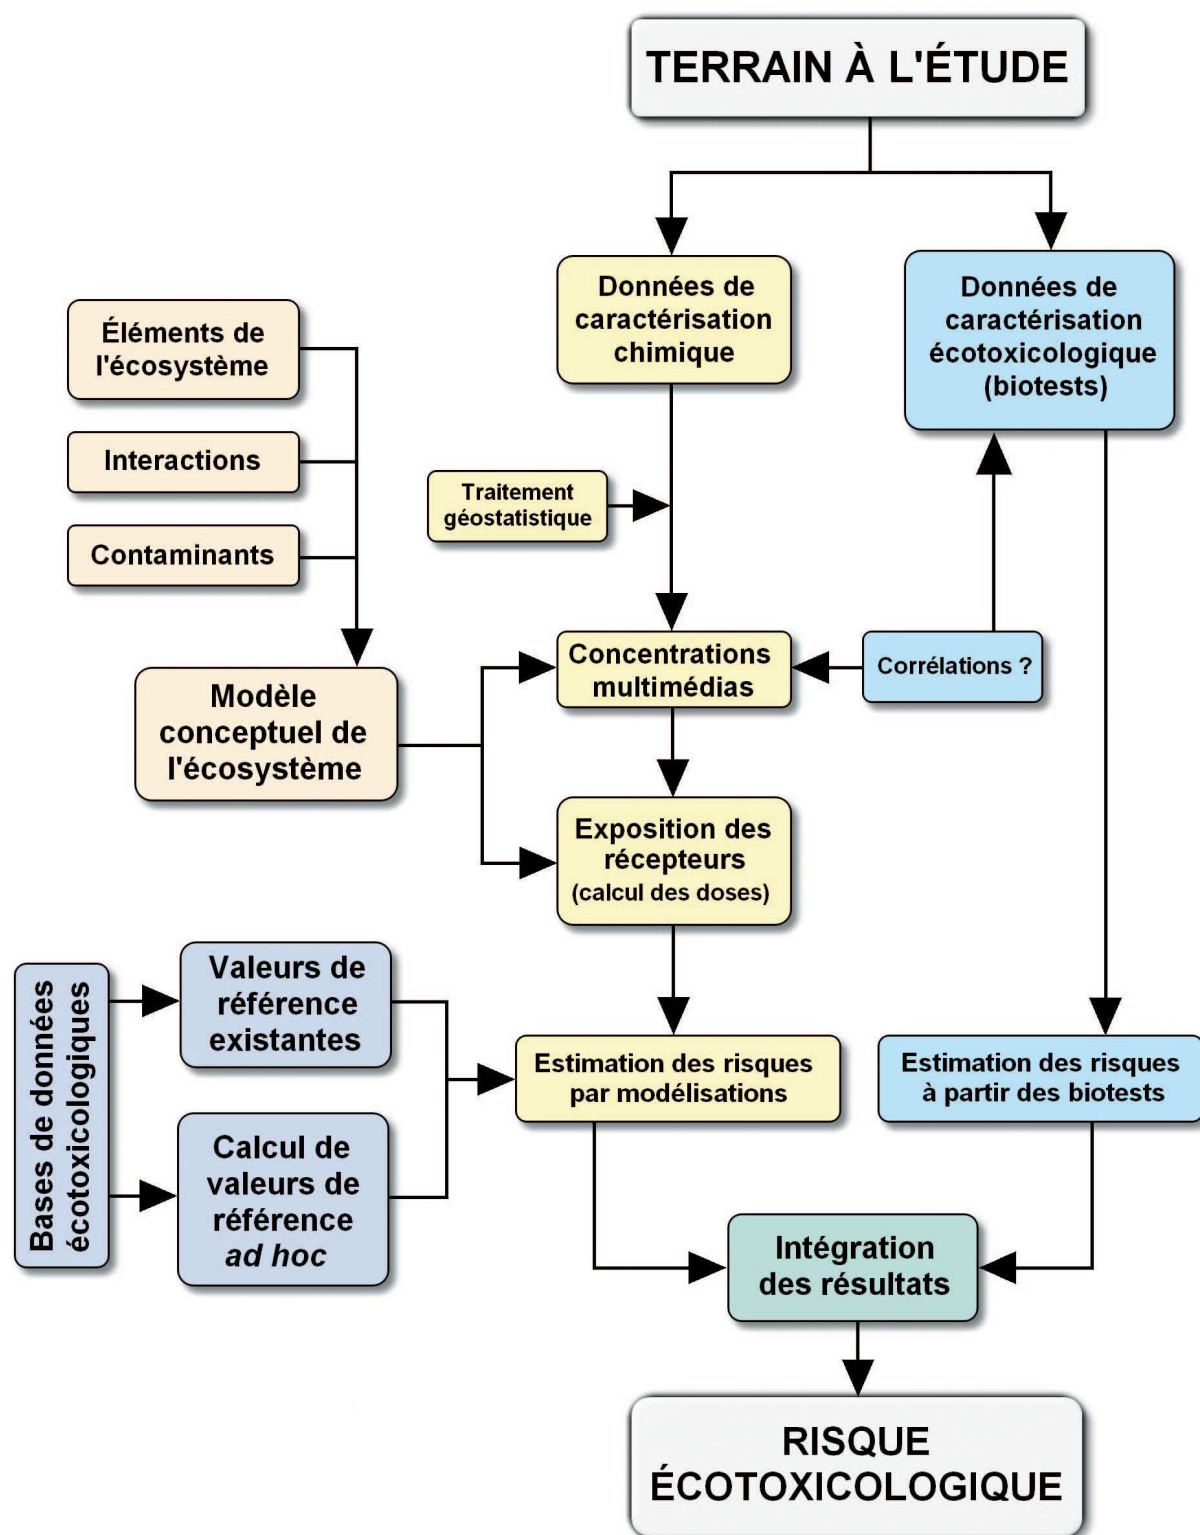 TERRAIN À L'ÉTUDE
Données de
caractérisation
chimique
Données de
caractérisation
écotoxicologique
(biotests)
Éléments de
l'écosystème
Interactions
Contaminants
Traitement
géostatistique
Modèle
conceptuel de
l'écosystème
Concentrations
multimédias
Corrélations ?
Exposition des
récepteurs
(calcul des doses)
Bases de données
écotoxicologiques
Valeurs de
référence
existantes
Calcul de
valeurs de
référence
ad hoc
Estimation des risques
par modélisations
Estimation des risques
à partir des biotests
Intégration
des résultats
RISQUE
ÉCOTOXICOLOGIQUE